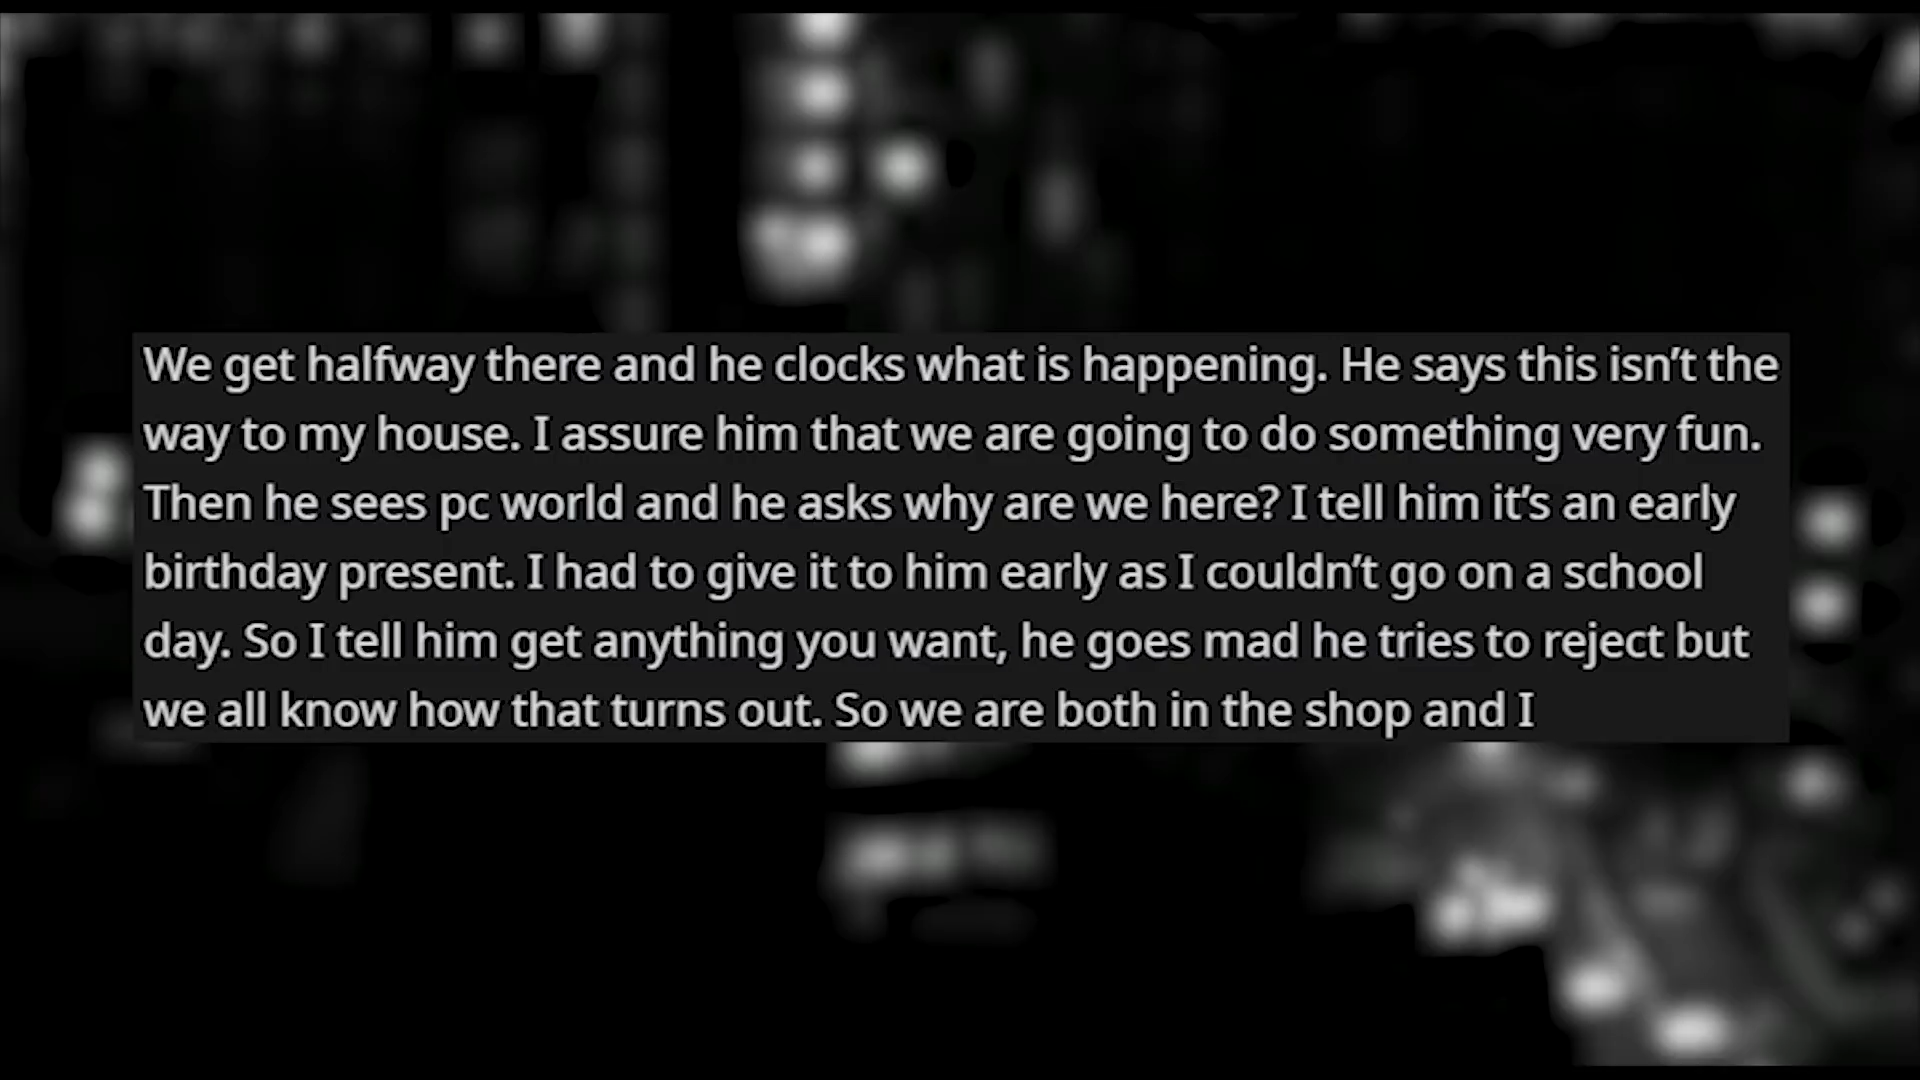 We get halfway there and he clocks what is happening. He says this isn’t the
way to my house. I assure him that we are going to do something very fun.
Then he sees pc world and he asks why are we here? I tell him it’s an early
birthday present. I had to give it to him early as I couldn’t go on a school
day. So I tell him get anything you want, he goes mad he tries to reject but
we all know how that turns out. So we are both in the shop and I